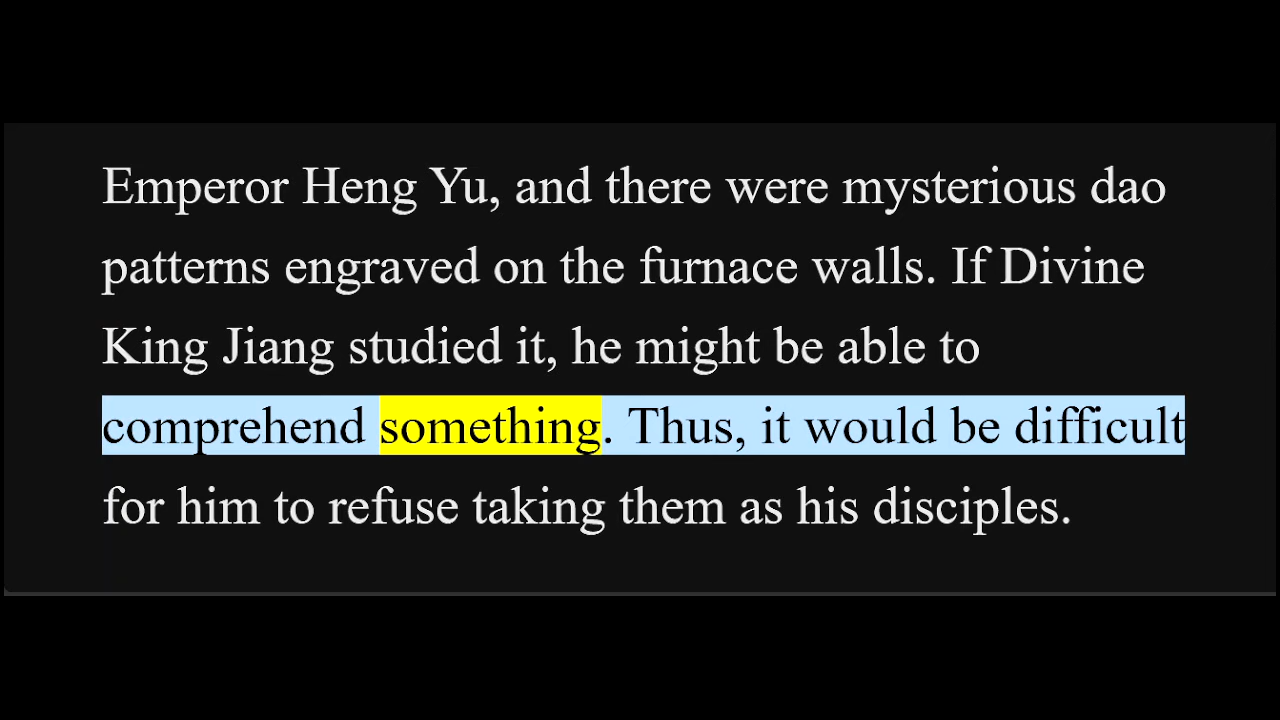 Emperor Heng Yu, and there were mysterious dao
patterns engraved on the furnace walls. If Divine
King Jiang studied it, he might be able to
comprehend something. Thus, it would be difficult
for him to refuse taking them as his disciples.